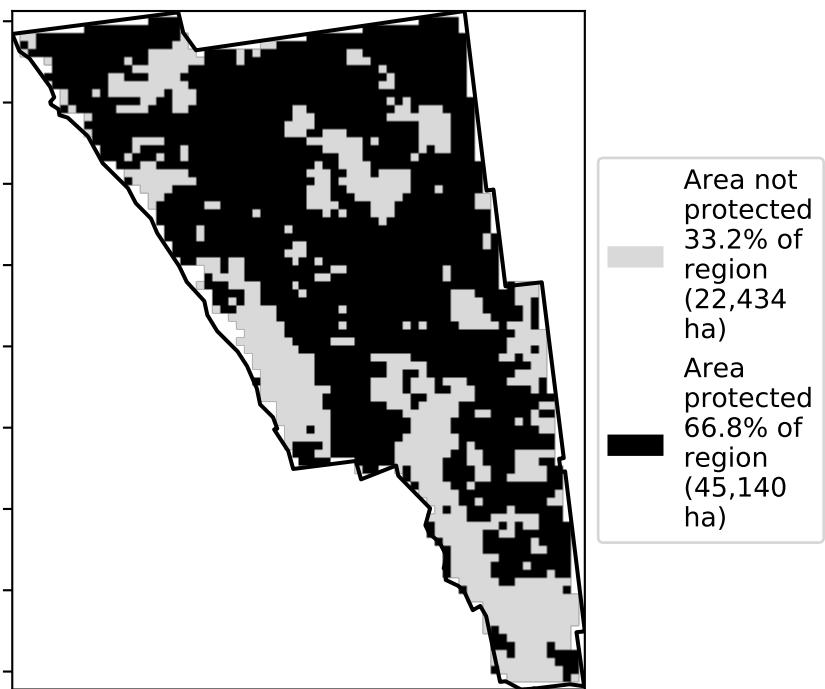 Area not
protected
33.2% of
region
(22,434
ha)
Area
protected
66.8% of
region
(45,140
ha)